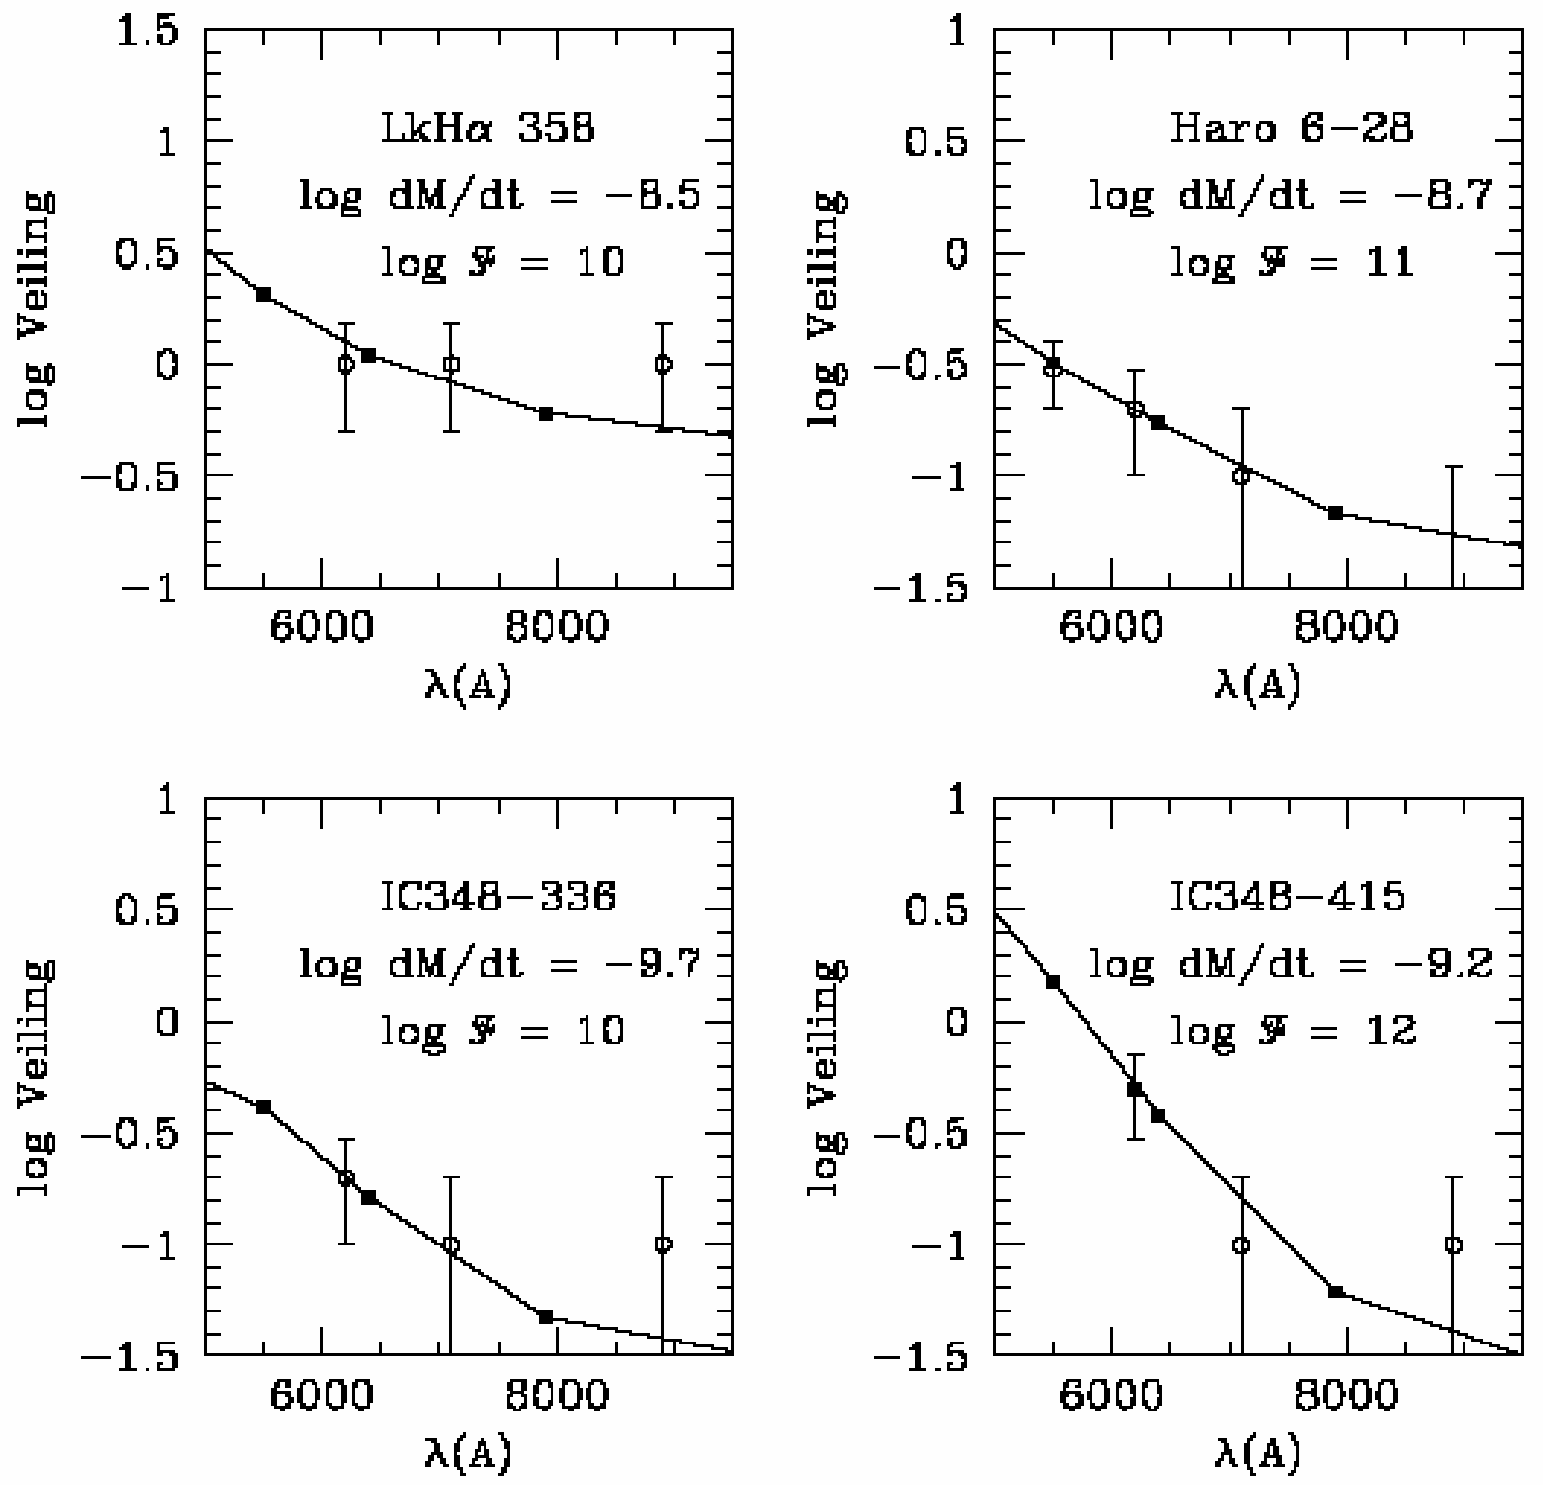 1.5
1
0.5
0
−0.5
−1
6000 8000
λ(A)
log Veiling
LkHα 358
log dM/dt = −8.5
log ℱ = 10
1
0.5
0
−0.5
−1
−1.5
6000 8000
λ(A)
log Veiling
Haro 6−28
log dM/dt = −8.7
log ℱ = 11
1
0.5
0
−0.5
−1
−1.5
6000 8000
λ(A)
log Veiling
IC348−336
log dM/dt = −9.7
log ℱ = 10
1
0.5
0
−0.5
−1
−1.5
6000 8000
λ(A)
log Veiling
IC348−415
log dM/dt = −9.2
log ℱ = 12